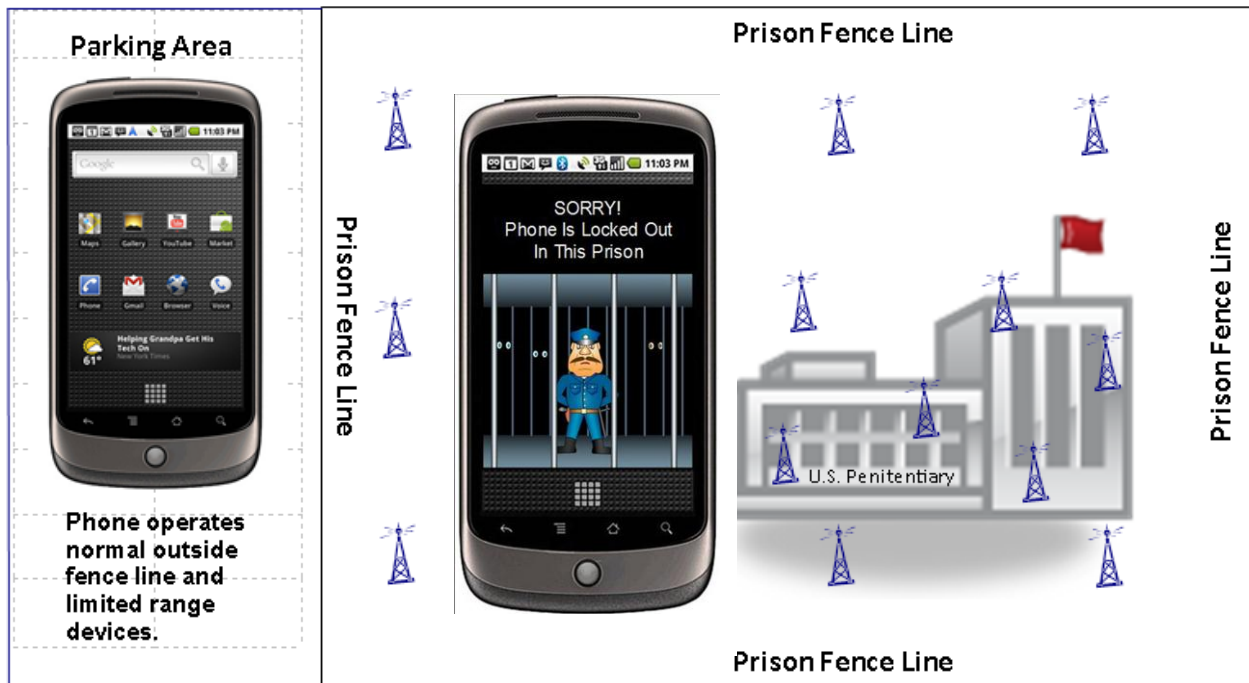 Parking Area
11:03 PM
Google
Maps
Gallery
YouTube
Market
Phone
Gmail
Browser
Voice
61°
Helping Grandpa Get His
Tech On
New York Times
Phone operates
normal outside
fence line and
limited range
devices.
Prison Fence Line
Prison Fence Line
11:03 PM
SORRY!
Phone Is Locked Out
In This Prison
U.S. Penitentiary
Prison Fence Line
Prison Fence Line